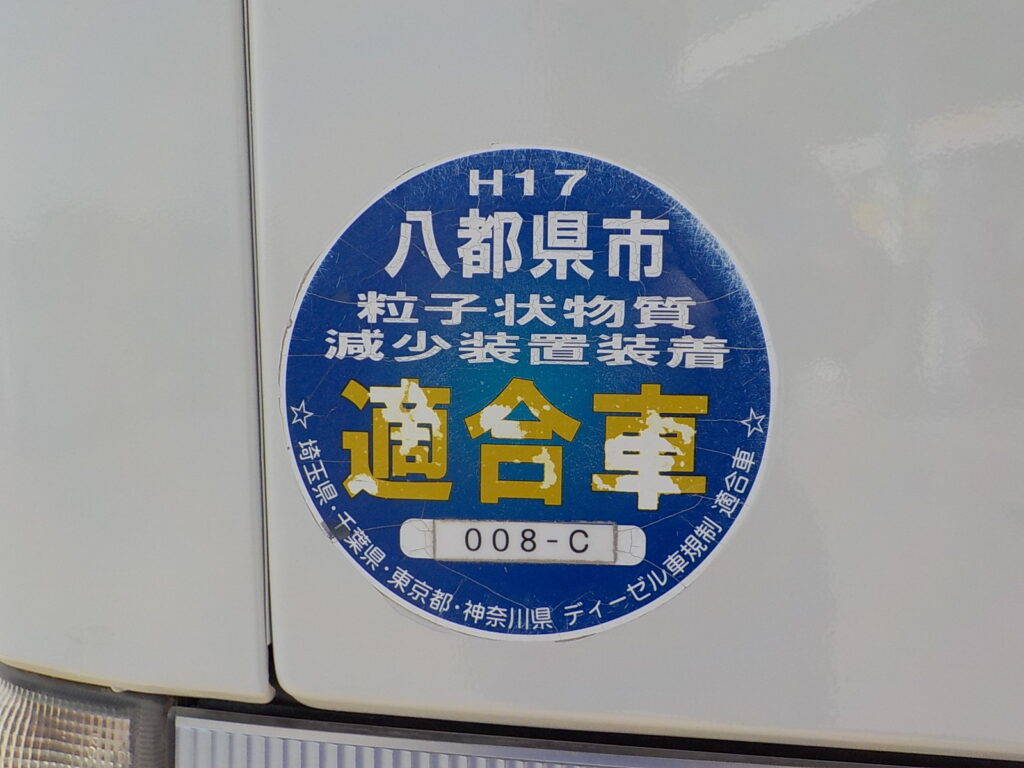 H17
八都県市
粒子状物質
減少装置装着
適合車
008-C
☆埼玉県・千葉県・東京都・神奈川県 ディーゼル車規制 適合車☆